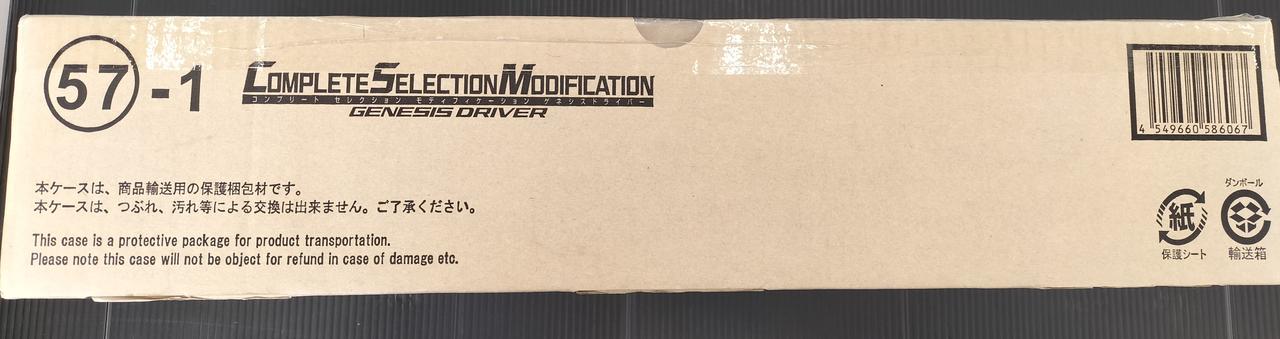 57-1
COMPLETE SELECTION MODIFICATION
コンプリート セレクション モディフィケーション ゲネシスドライバー
GENESIS DRIVER
4 549660 586067
本ケースは、商品輸送用の保護梱包材です。
本ケースは、つぶれ、汚れ等による交換は出来ません。ご了承ください。
This case is a protective package for product transportation.
Please note this case will not be object for refund in case of damage etc.
紙
保護シート
ダンボール
輸送箱